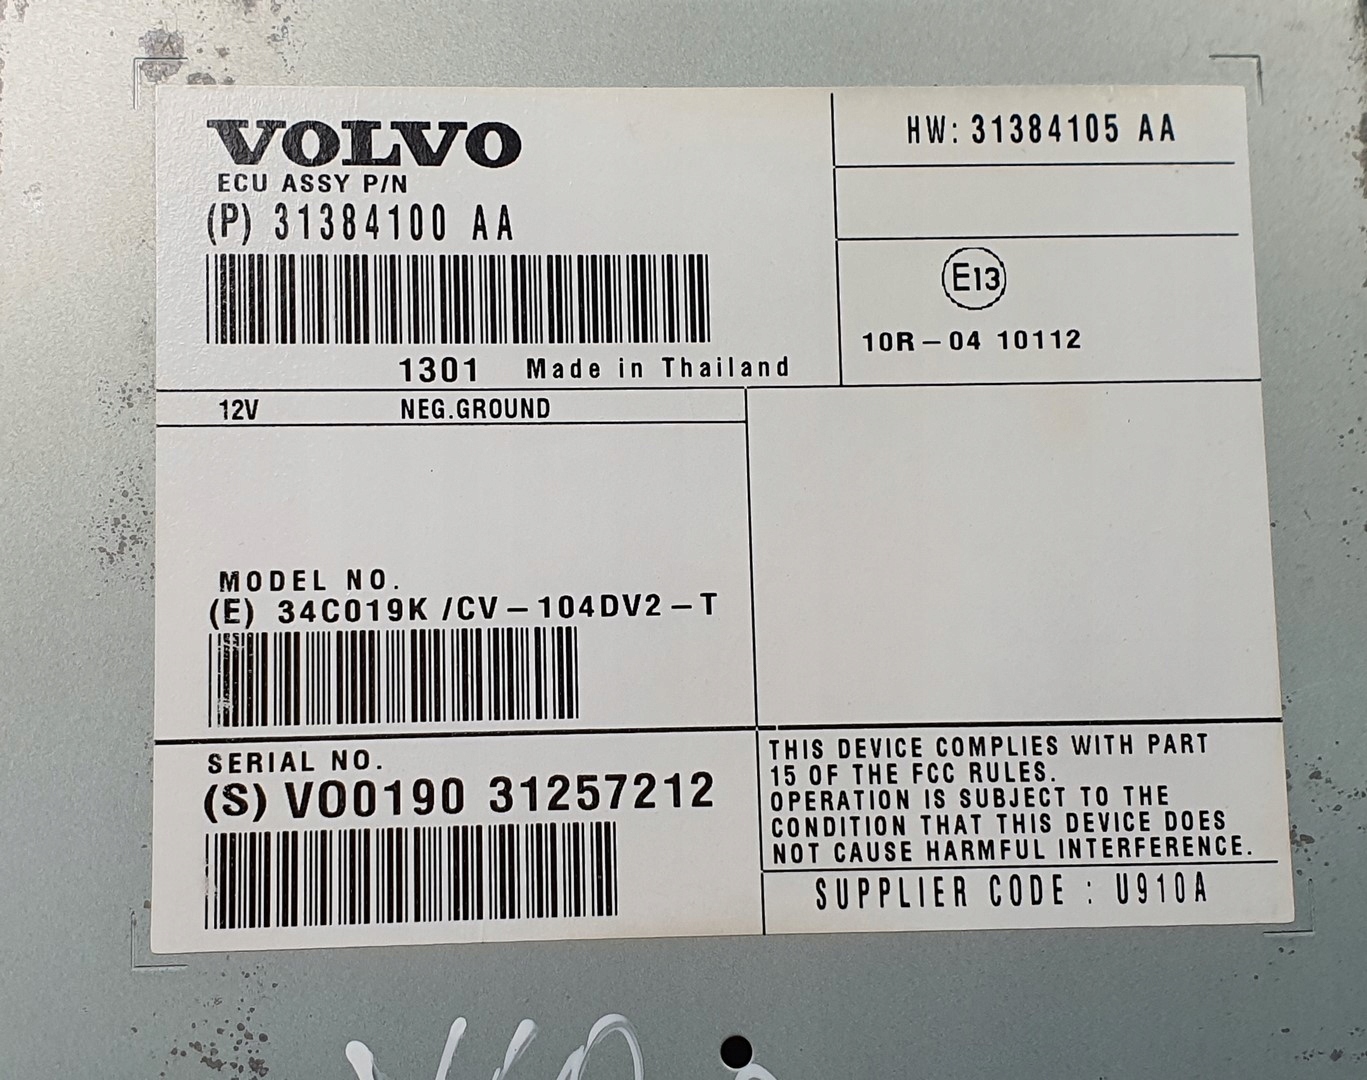 VOLVO
ECU ASSY P/N
(P) 31384100 AA
1301 Made in Thailand
HW: 31384105 AA
E13
10R-04 10112
12V NEG.GROUND
MODEL NO.
(E) 34C019K /CV-104DV2-T
SERIAL NO.
(S) VO0190 31257212
THIS DEVICE COMPLIES WITH PART
15 OF THE FCC RULES.
OPERATION IS SUBJECT TO THE
CONDITION THAT THIS DEVICE DOES
NOT CAUSE HARMFUL INTERFERENCE.
SUPPLIER CODE : U910A